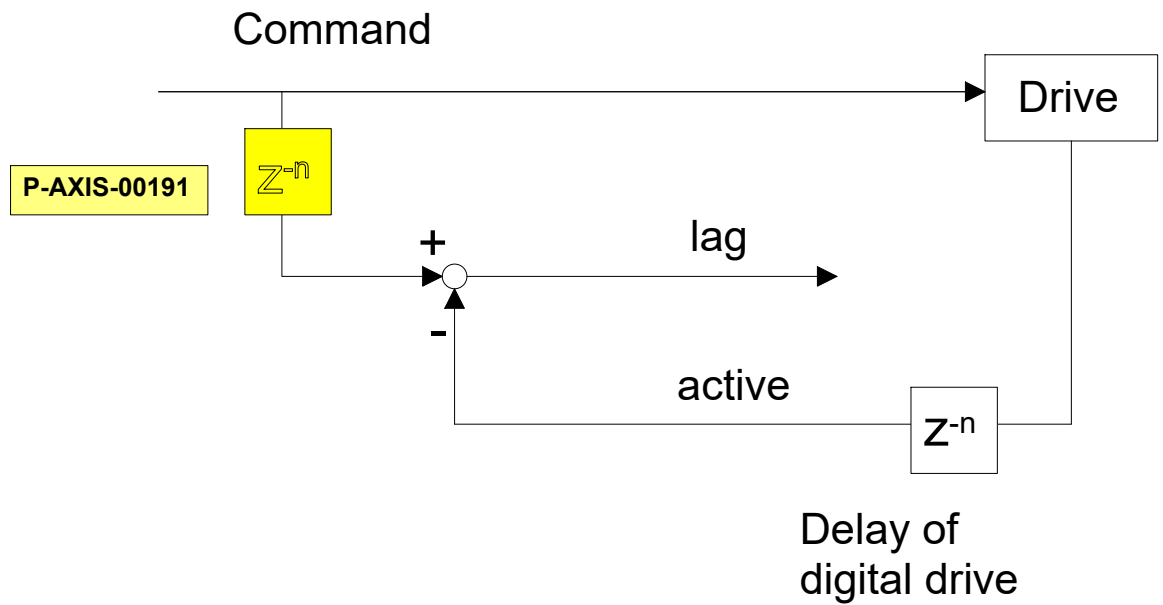 Command
Drive
P-AXIS-00191
Z-n
+
lag
-
active
z-n
Delay of
digital drive